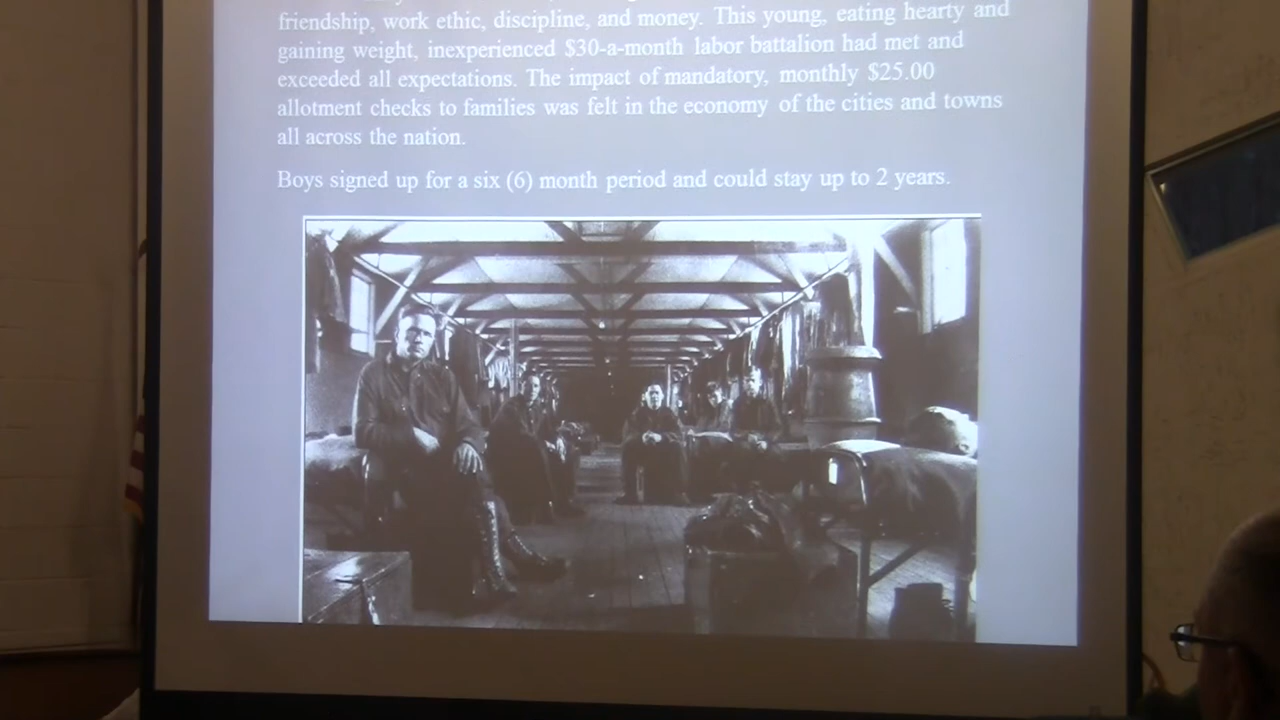 friendship, work ethic, discipline, and money. This young, eating hearty and
gaining weight, inexperienced $30-a-month labor battalion had met and
exceeded all expectations. The impact of mandatory, monthly $25.00
allotment checks to families was felt in the economy of the cities and towns
all across the nation.
Boys signed up for a six (6) month period and could stay up to 2 years.